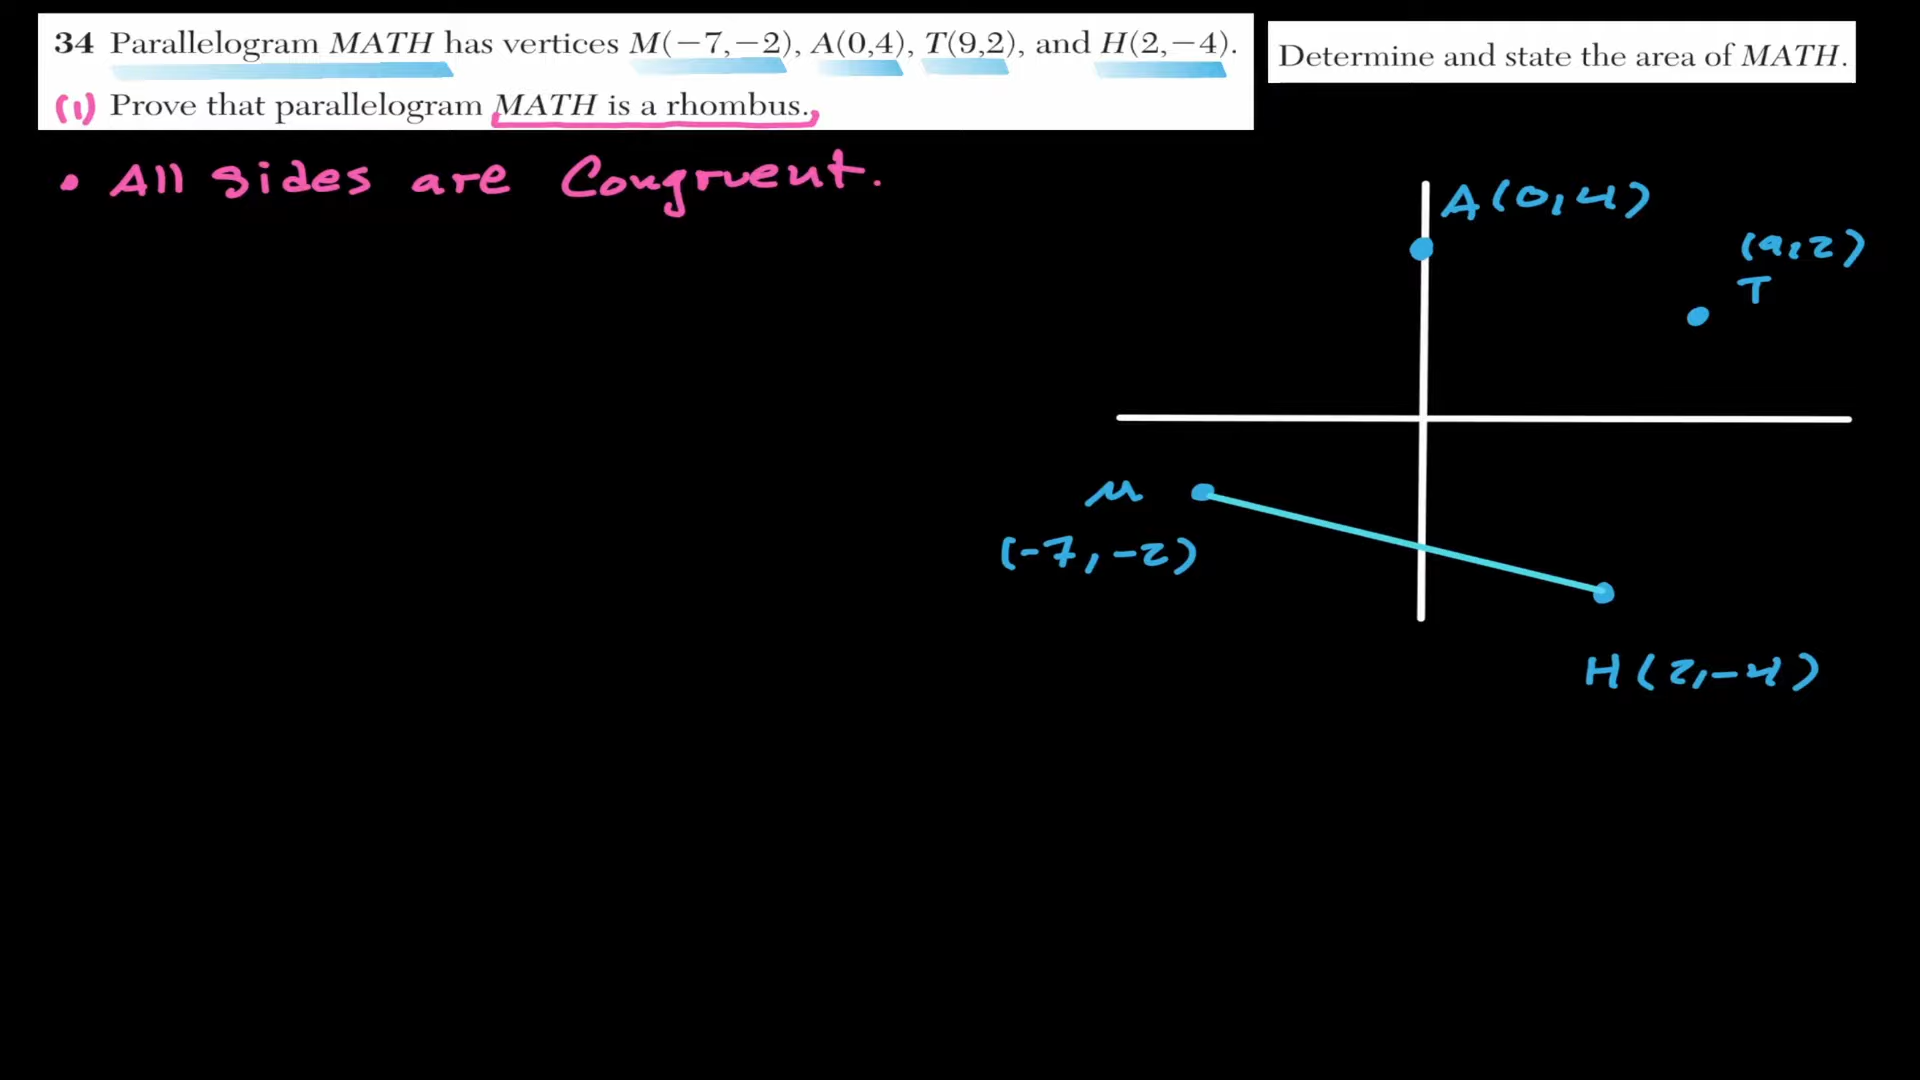 34 Parallelogram MATH has vertices M(−7,−2), A(0,4), T(9,2), and H(2,−4).
Determine and state the area of MATH.
(1) Prove that parallelogram MATH is a rhombus.
• All sides are Congruent.
A(0,4)
(9,2)
T
M
(-7,-2)
H(2,-4)